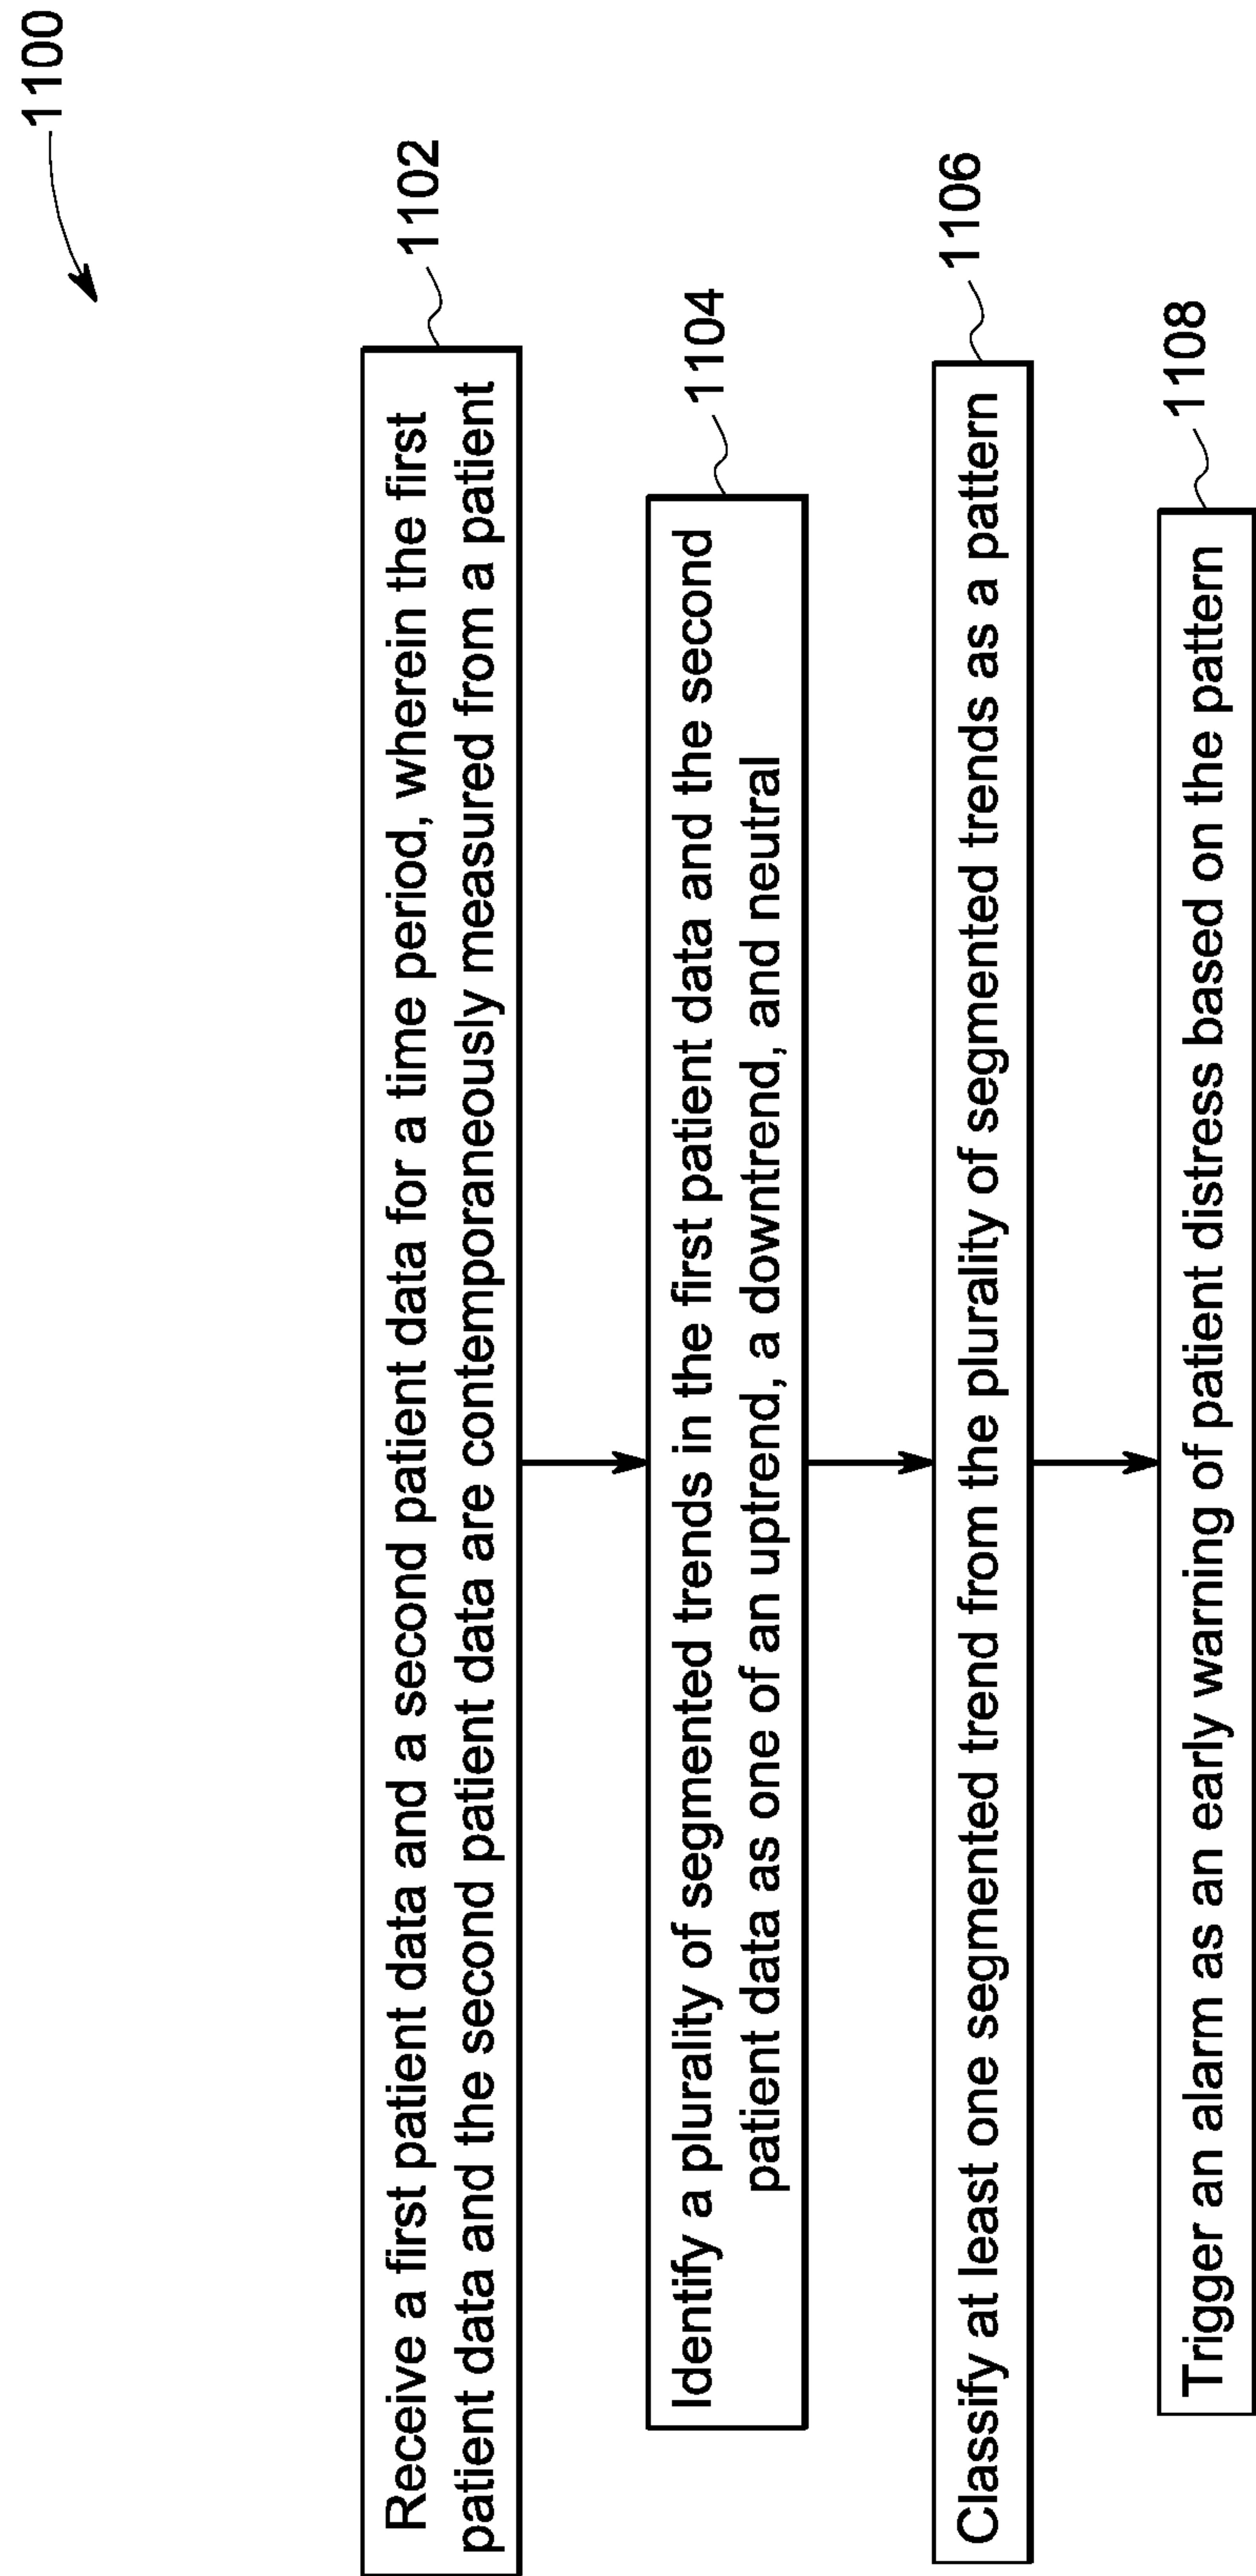 1100
1102
Receive a first patient data and a second patient data for a time period, wherein the first
patient data and the second patient data are contemporaneously measured from a patient
1104
Identify a plurality of segmented trends in the first patient data and the second
patient data as one of an uptrend, a downtrend, and neutral
1106
Classify at least one segmented trend from the plurality of segmented trends as a pattern
1108
Trigger an alarm as an early warning of patient distress based on the pattern